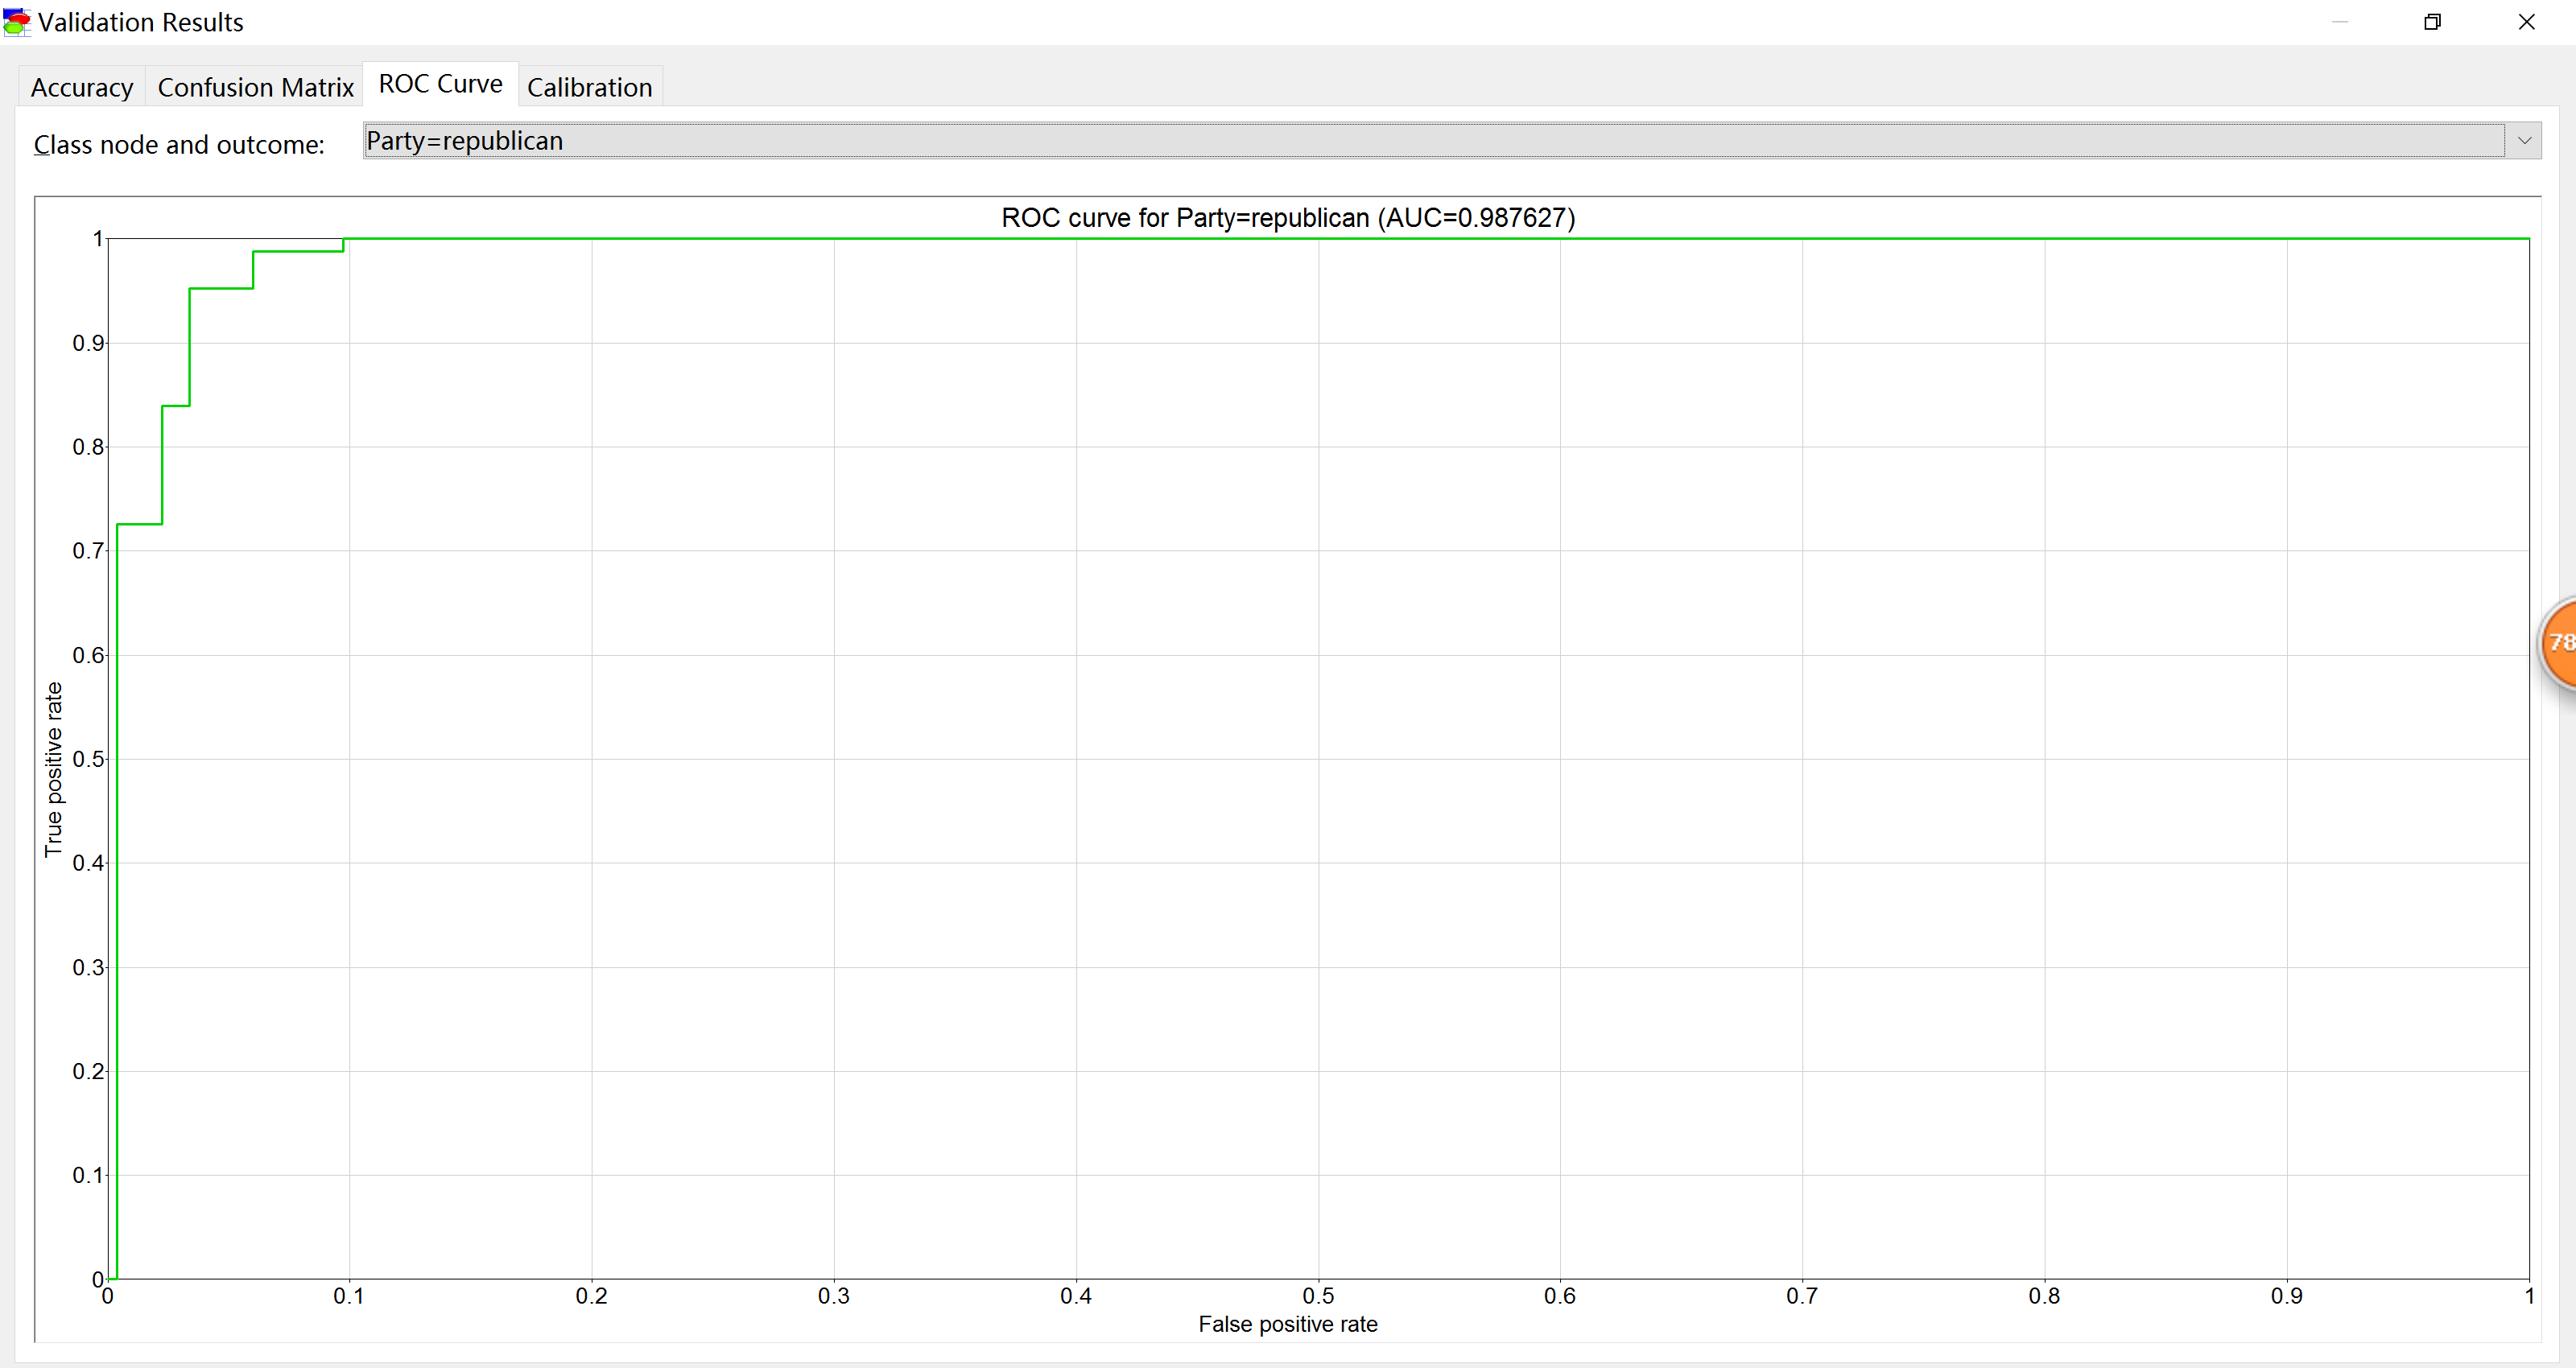 Validation Results
Accuracy Confusion Matrix ROC Curve Calibration
Class node and outcome: Party=republican
ROC curve for Party=republican (AUC=0.987627)
1
0.9
0.8
0.7
0.6
0.5
0.4
0.3
0.2
0.1
0
True positive rate
0 0.1 0.2 0.3 0.4 0.5 0.6 0.7 0.8 0.9 1
False positive rate
78